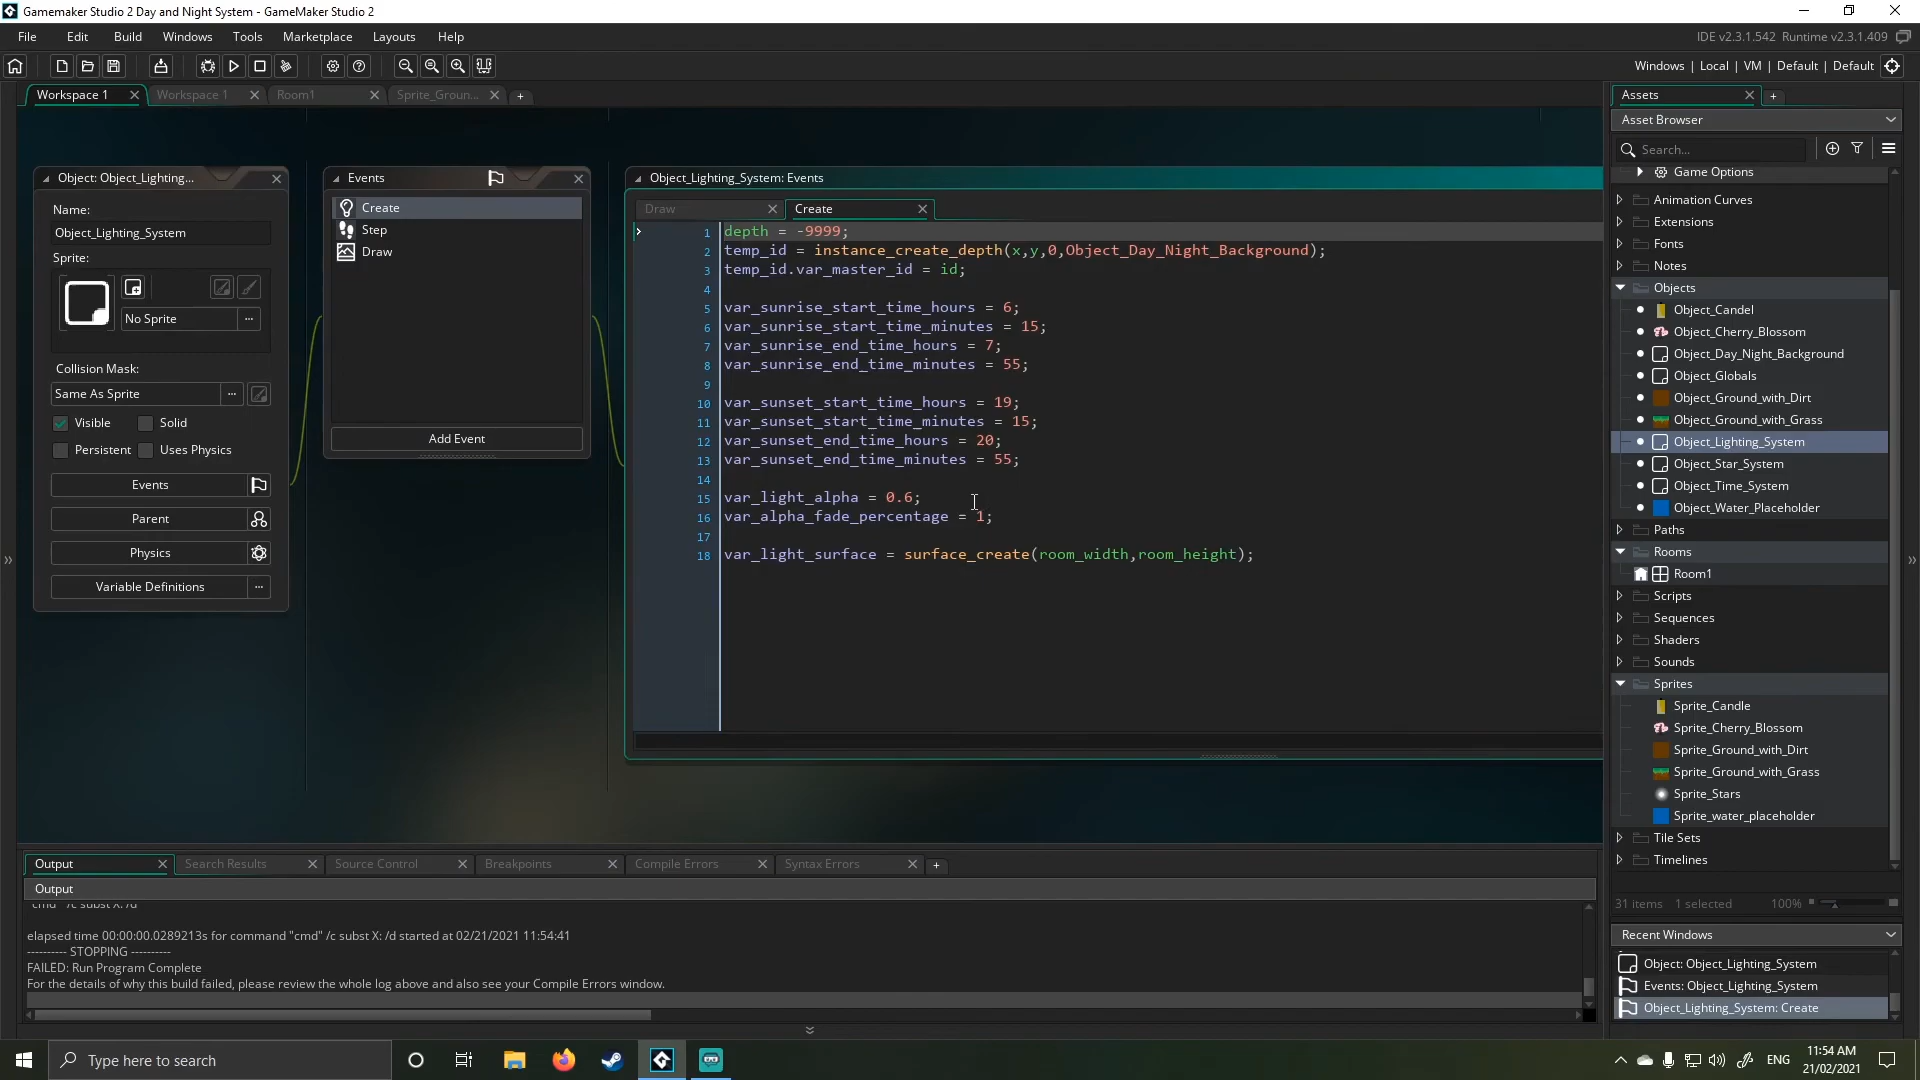 Gamemaker Studio 2 Day and Night System - GameMaker Studio 2
File Edit Build Windows Tools Marketplace Layouts Help
IDE v2.3.1.542 Runtime v2.3.1.409
Windows | Local | VM | Default | Default
Workspace 1
Workspace 1
Room1
Sprite_Groun...
Object: Object_Lighting...
Name:
Object_Lighting_System
Sprite:
No Sprite
Collision Mask:
Same As Sprite
Visible
Solid
Persistent
Uses Physics
Events
Parent
Physics
Variable Definitions
Events
Create
Step
Draw
Add Event
Object_Lighting_System: Events
Draw
Create
1 depth = -9999;
2 temp_id = instance_create_depth(x,y,0,Object_Day_Night_Background);
3 temp_id.var_master_id = id;
4
5 var_sunrise_start_time_hours = 6;
6 var_sunrise_start_time_minutes = 15;
7 var_sunrise_end_time_hours = 7;
8 var_sunrise_end_time_minutes = 55;
9
10 var_sunset_start_time_hours = 19;
11 var_sunset_start_time_minutes = 15;
12 var_sunset_end_time_hours = 20;
13 var_sunset_end_time_minutes = 55;
14
15 var_light_alpha = 0.6;
16 var_alpha_fade_percentage = 1;
17
18 var_light_surface = surface_create(room_width,room_height);
Assets
Asset Browser
Search...
Game Options
Animation Curves
Extensions
Fonts
Notes
Objects
Object_Candel
Object_Cherry_Blossom
Object_Day_Night_Background
Object_Globals
Object_Ground_with_Dirt
Object_Ground_with_Grass
Object_Lighting_System
Object_Star_System
Object_Time_System
Object_Water_Placeholder
Paths
Rooms
Room1
Scripts
Sequences
Shaders
Sounds
Sprites
Sprite_Candle
Sprite_Cherry_Blossom
Sprite_Ground_with_Dirt
Sprite_Ground_with_Grass
Sprite_Stars
Sprite_water_placeholder
Tile Sets
Timelines
31 items 1 selected 100%
Recent Windows
Object: Object_Lighting_System
Events: Object_Lighting_System
Object_Lighting_System: Create
Output
Search Results
Source Control
Breakpoints
Compile Errors
Syntax Errors
Output
"cmd" /c subst X: /d
elapsed time 00:00:00.0289213s for command "cmd" /c subst X: /d started at 02/21/2021 11:54:41
---------- STOPPING ----------
FAILED: Run Program Complete
For the details of why this build failed, please review the whole log above and also see your Compile Errors window.
Type here to search
ENG
11:54 AM
21/02/2021